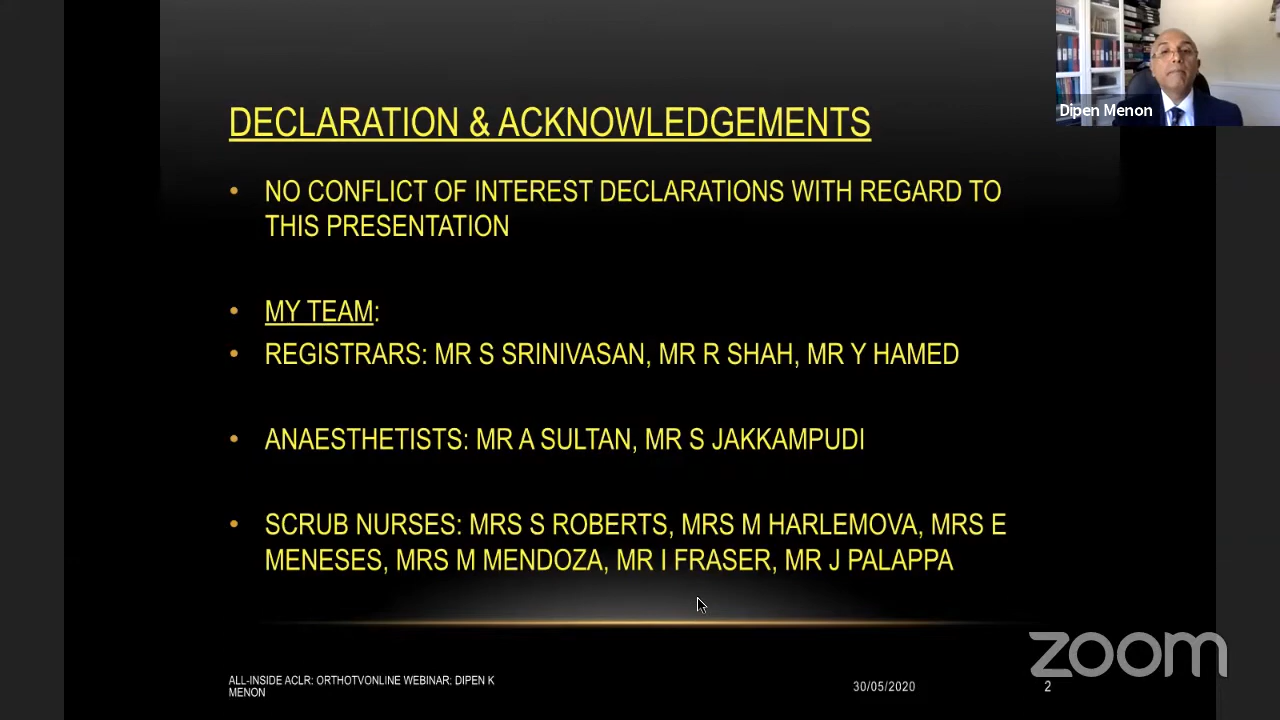 DECLARATION & ACKNOWLEDGEMENTS
Dipen Menon
• NO CONFLICT OF INTEREST DECLARATIONS WITH REGARD TO
THIS PRESENTATION
• MY TEAM:
• REGISTRARS: MR S SRINIVASAN, MR R SHAH, MR Y HAMED
• ANAESTHETISTS: MR A SULTAN, MR S JAKKAMPUDI
• SCRUB NURSES: MRS S ROBERTS, MRS M HARLEMOVA, MRS E
MENESES, MRS M MENDOZA, MR I FRASER, MR J PALAPPA
zoom
ALL-INSIDE ACLR: ORTHOTVONLINE WEBINAR: DIPEN K
MENON
30/05/2020
2